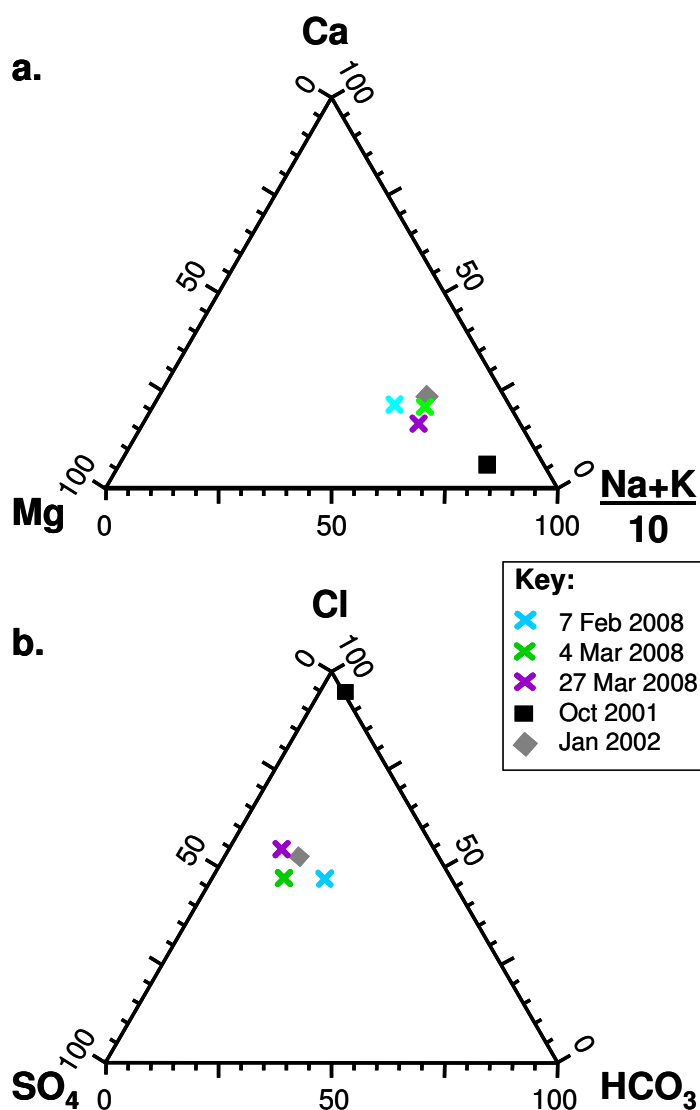 Ca
a.
0 100
50 50
100 0
Mg 0 50 100 Na+K
10
Key:
7 Feb 2008
4 Mar 2008
27 Mar 2008
Oct 2001
Jan 2002
Cl
b.
0 100
50 50
100 0
SO4 0 50 100 HCO3